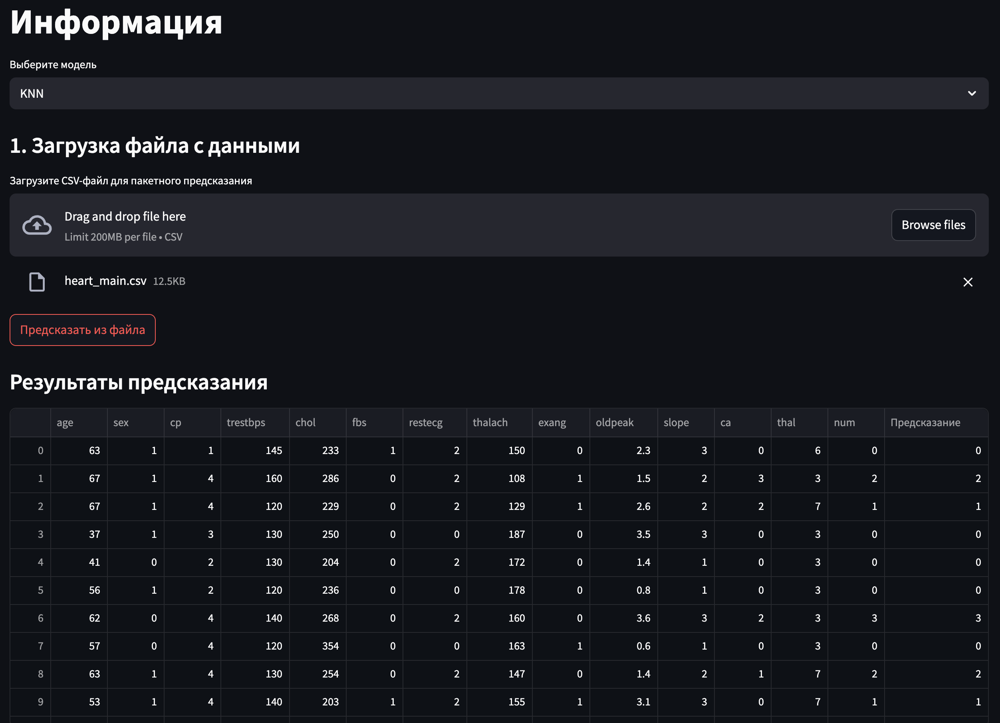 Информация
Выберите модель
KNN
1. Загрузка файла с данными
Загрузите CSV-файл для пакетного предсказания
Drag and drop file here
Limit 200MB per file • CSV
Browse files
heart_main.csv 12.5KB
Предсказать из файла
Результаты предсказания
age sex cp trestbps chol fbs restecg thalach exang oldpeak slope ca thal num Предсказание
0 63 1 1 145 233 1 2 150 0 2.3 3 0 6 0 0
1 67 1 4 160 286 0 2 108 1 1.5 2 3 3 2 2
2 67 1 4 120 229 0 2 129 1 2.6 2 2 7 1 1
3 37 1 3 130 250 0 0 187 0 3.5 3 0 3 0 0
4 41 0 2 130 204 0 2 172 0 1.4 1 0 3 0 0
5 56 1 2 120 236 0 0 178 0 0.8 1 0 3 0 0
6 62 0 4 140 268 0 2 160 0 3.6 3 2 3 3 3
7 57 0 4 120 354 0 0 163 1 0.6 1 0 3 0 0
8 63 1 4 130 254 0 2 147 0 1.4 2 1 7 2 2
9 53 1 4 140 203 1 2 155 1 3.1 3 0 7 1 1